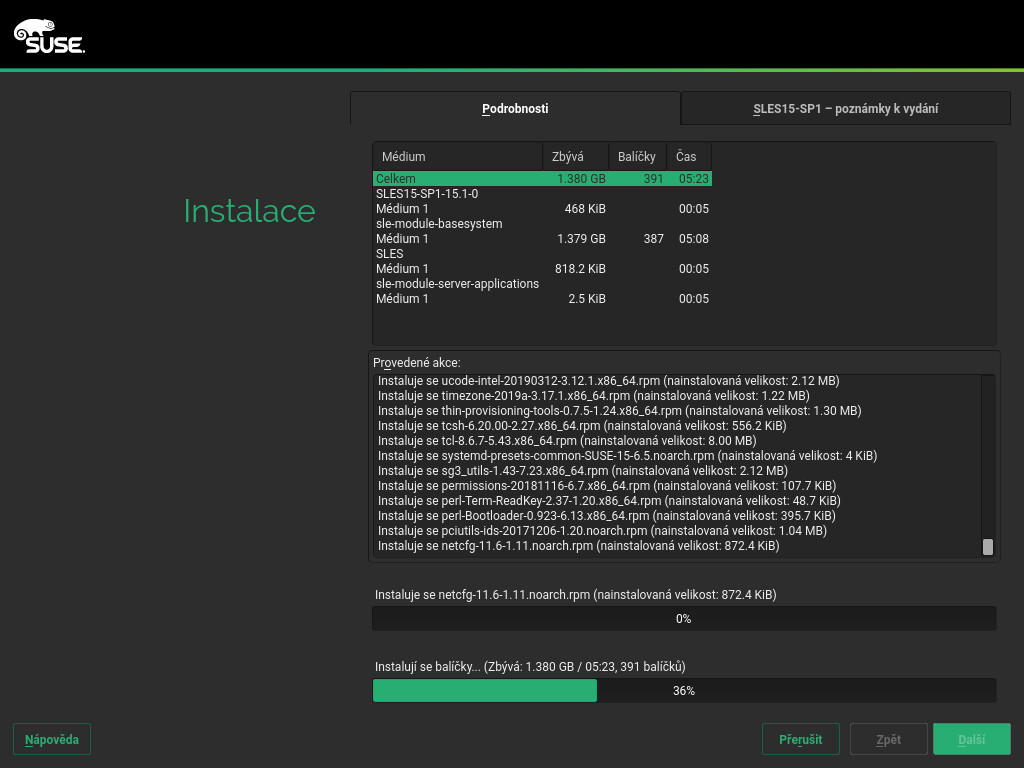 SUSE
Podrobnosti
SLES15-SP1 – poznámky k vydání
Instalace
Médium Zbývá Balíčky Čas
Celkem 1.380 GB 391 05:23
SLES15-SP1-15.1-0
Médium 1 468 KiB 00:05
sle-module-basesystem
Médium 1 1.379 GB 387 05:08
SLES
Médium 1 818.2 KiB 00:05
sle-module-server-applications
Médium 1 2.5 KiB 00:05
Provedené akce:
Instaluje se ucode-intel-20190312-3.12.1.x86_64.rpm (nainstalovaná velikost: 2.12 MB)
Instaluje se timezone-2019a-3.17.1.x86_64.rpm (nainstalovaná velikost: 1.22 MB)
Instaluje se thin-provisioning-tools-0.7.5-1.24.x86_64.rpm (nainstalovaná velikost: 1.30 MB)
Instaluje se tcsh-6.20.00-2.27.x86_64.rpm (nainstalovaná velikost: 556.2 KiB)
Instaluje se tcl-8.6.7-5.43.x86_64.rpm (nainstalovaná velikost: 8.00 MB)
Instaluje se systemd-presets-common-SUSE-15-6.5.noarch.rpm (nainstalovaná velikost: 4 KiB)
Instaluje se sg3_utils-1.43-7.23.x86_64.rpm (nainstalovaná velikost: 2.12 MB)
Instaluje se permissions-20181116-6.7.x86_64.rpm (nainstalovaná velikost: 107.7 KiB)
Instaluje se perl-Term-ReadKey-2.37-1.20.x86_64.rpm (nainstalovaná velikost: 48.7 KiB)
Instaluje se perl-Bootloader-0.923-6.13.x86_64.rpm (nainstalovaná velikost: 395.7 KiB)
Instaluje se pciutils-ids-20171206-1.20.noarch.rpm (nainstalovaná velikost: 1.04 MB)
Instaluje se netcfg-11.6-1.11.noarch.rpm (nainstalovaná velikost: 872.4 KiB)
Instaluje se netcfg-11.6-1.11.noarch.rpm (nainstalovaná velikost: 872.4 KiB)
0%
Instalují se balíčky... (Zbývá: 1.380 GB / 05:23, 391 balíčků)
36%
Nápověda Přerušit Zpět Další